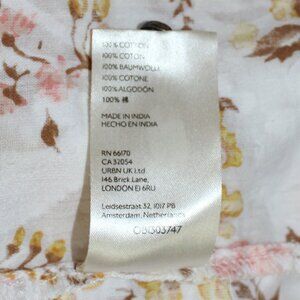 100% COTTON
100% COTON
100% BAUMWOLLE
100% COTONE
100% ALGODÓN
100% 棉
MADE IN INDIA
HECHO EN INDIA
RN 66170
CA 32054
URBN UK Ltd
146 Brick Lane,
LONDON E1 6RU
Leidsestraat 32, 1017 PB
Amsterdam, Netherlands